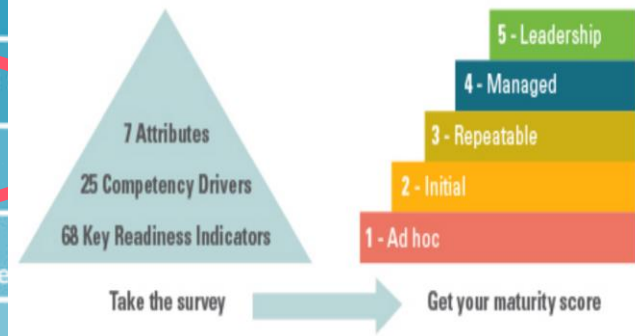 7 Attributes
25 Competency Drivers
68 Key Readiness Indicators
Take the survey
5 - Leadership
4 - Managed
3 - Repeatable
2 - Initial
1 - Ad hoc
Get your maturity score